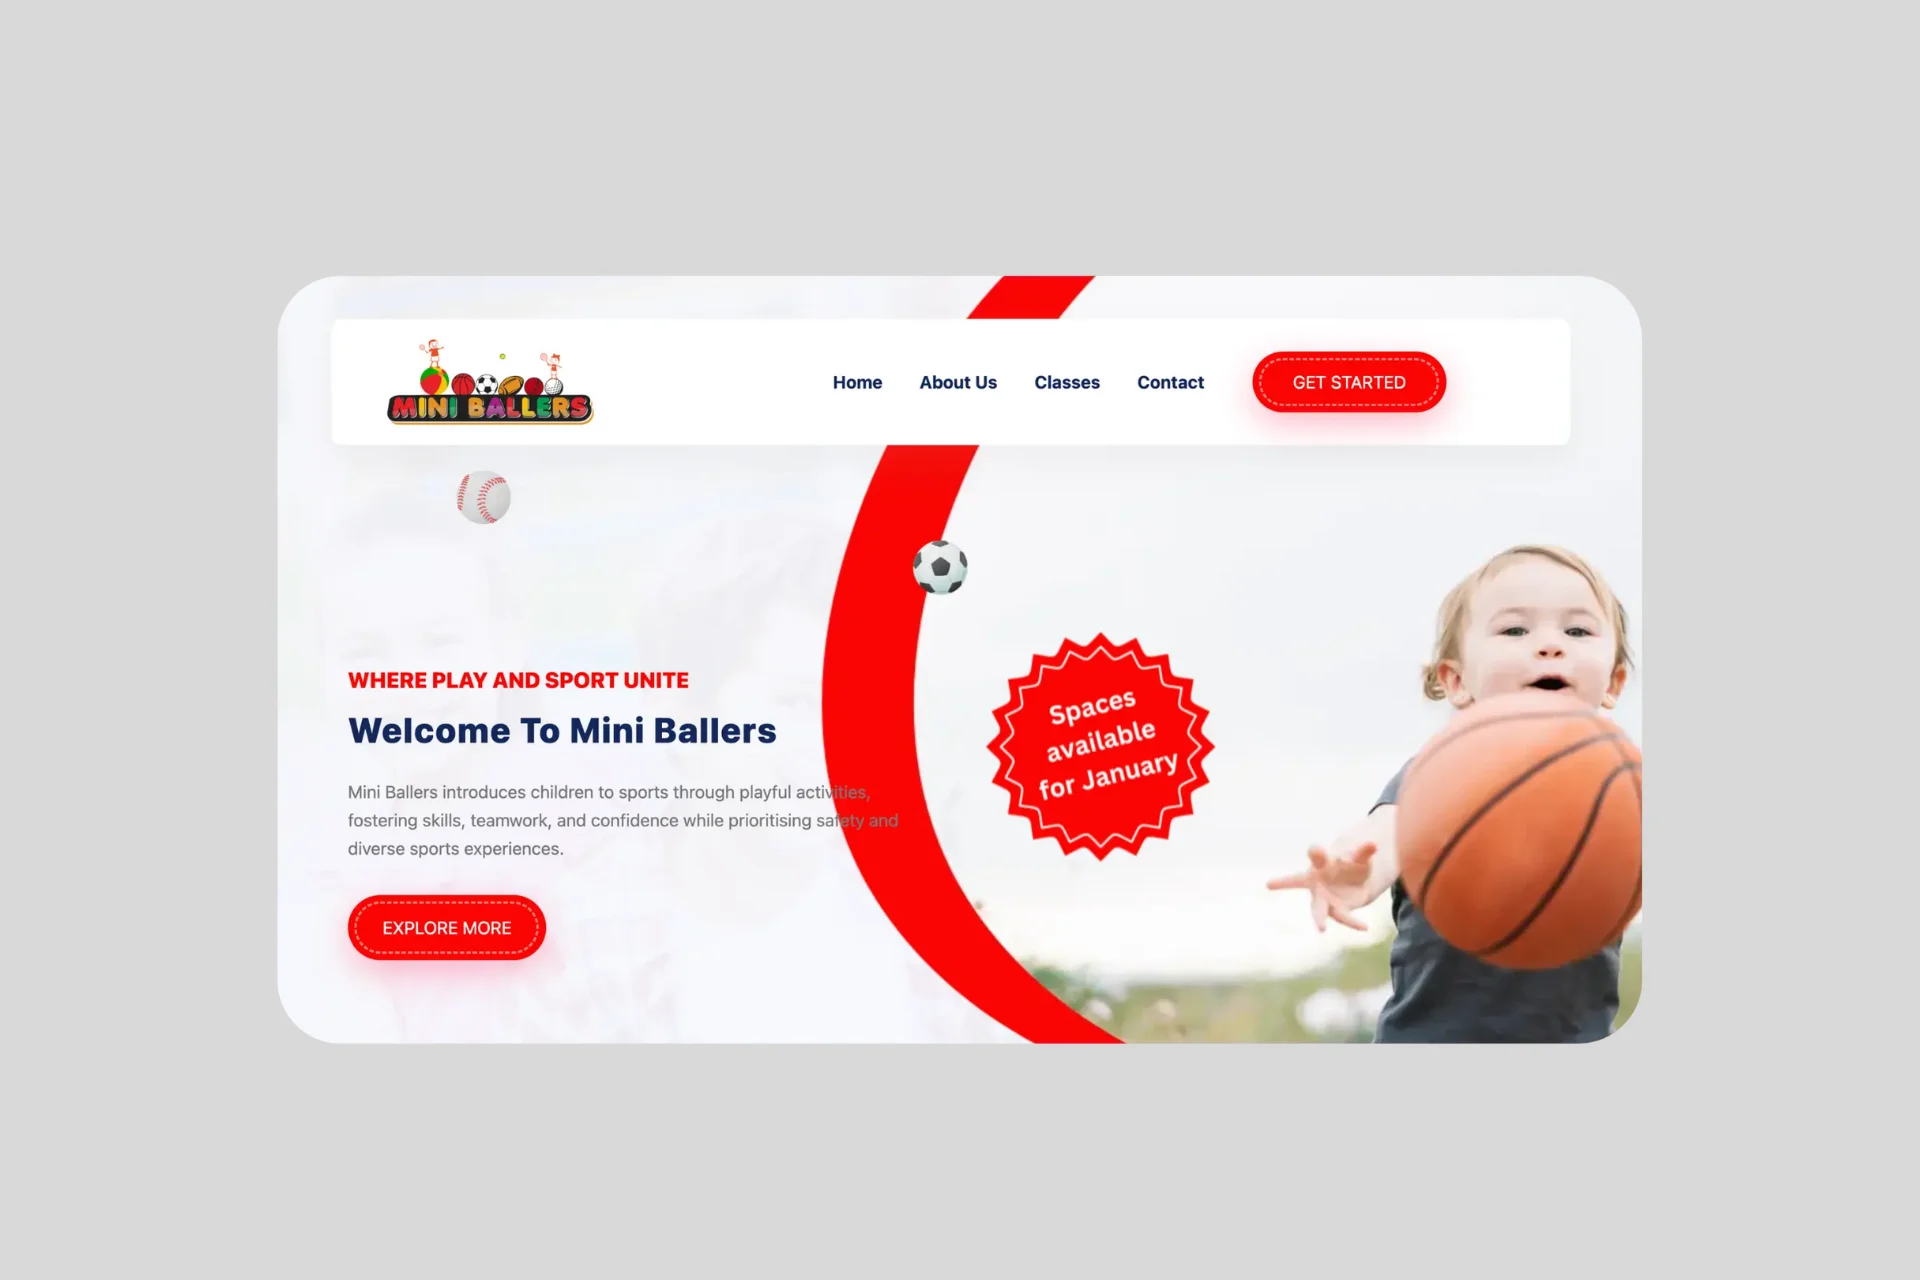 MINI BALLERS
Home
About Us
Classes
Contact
GET STARTED
WHERE PLAY AND SPORT UNITE
Welcome To Mini Ballers
Mini Ballers introduces children to sports through playful activities,
fostering skills, teamwork, and confidence while prioritising safety and
diverse sports experiences.
EXPLORE MORE
Spaces
available
for January